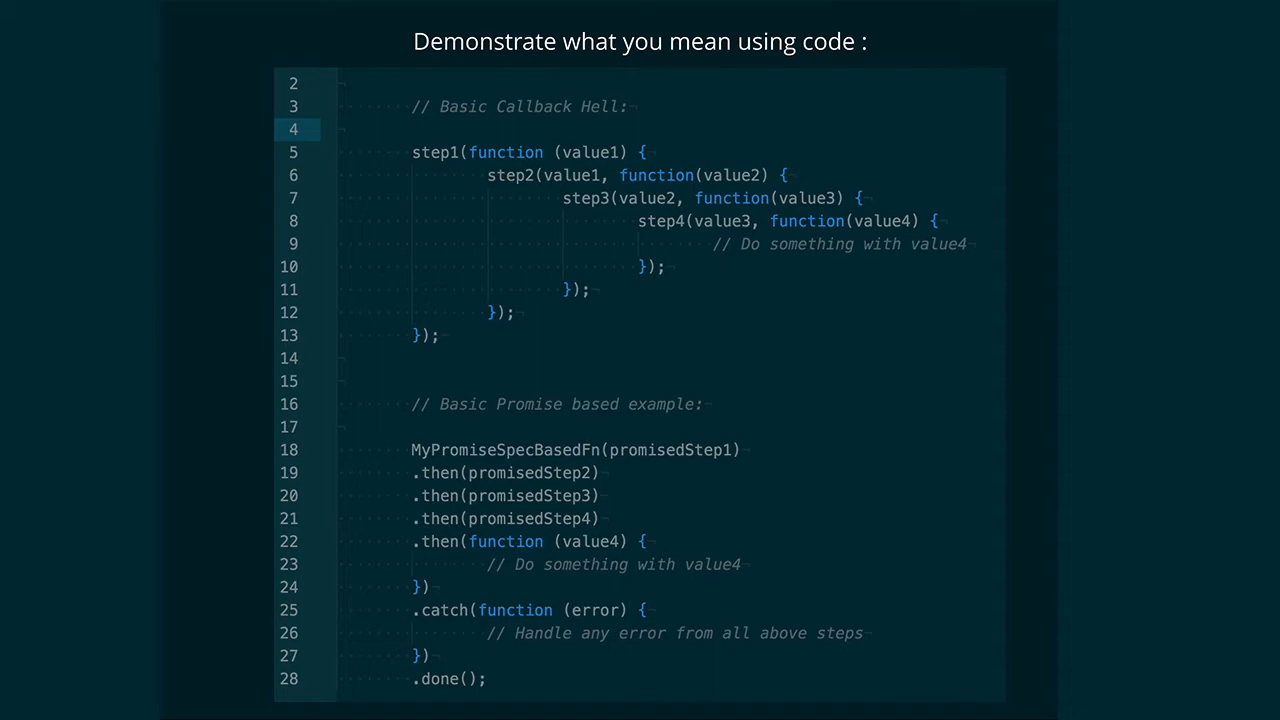 Demonstrate what you mean using code :
2
3 // Basic Callback Hell:
4
5 step1(function (value1) {
6 step2(value1, function(value2) {
7 step3(value2, function(value3) {
8 step4(value3, function(value4) {
9 // Do something with value4
10 });
11 });
12 });
13 });
14
15
16 // Basic Promise based example:
17
18 MyPromiseSpecBasedFn(promisedStep1)
19 .then(promisedStep2)
20 .then(promisedStep3)
21 .then(promisedStep4)
22 .then(function (value4) {
23 // Do something with value4
24 })
25 .catch(function (error) {
26 // Handle any error from all above steps
27 })
28 .done();